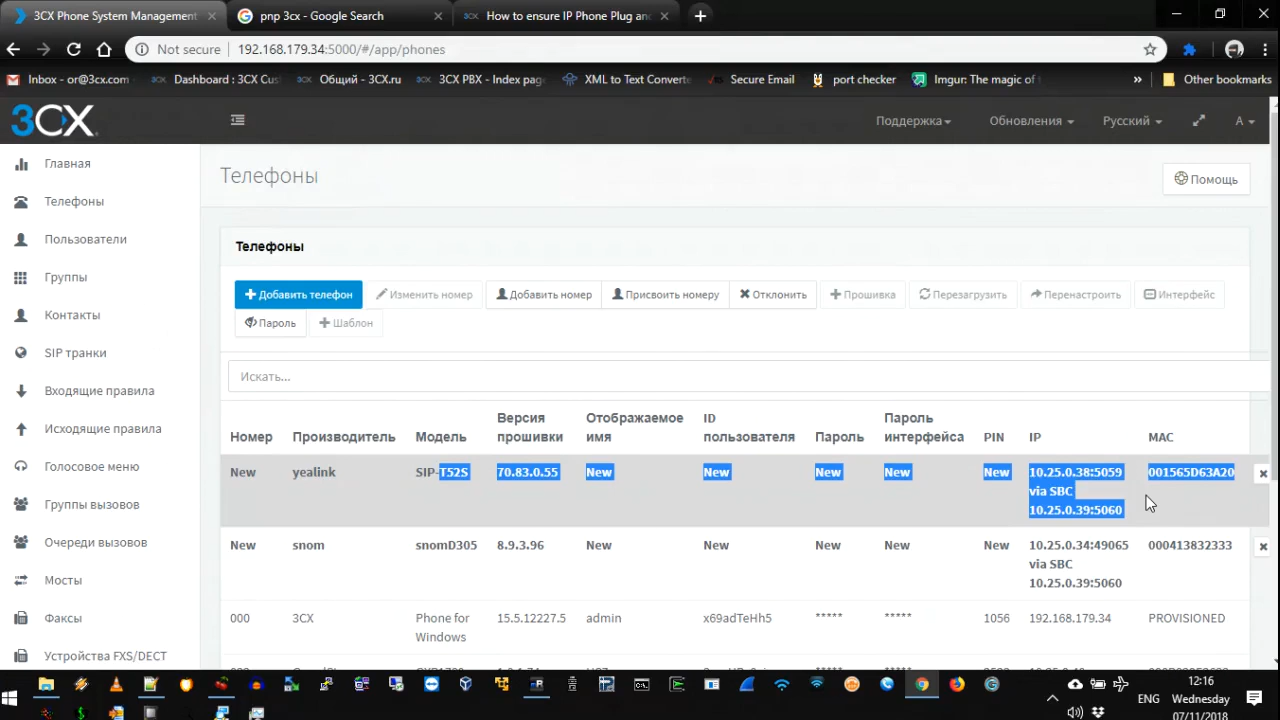 3CX Phone System Management
pnp 3cx - Google Search
How to ensure IP Phone Plug and
Not secure
192.168.179.34:5000/#/app/phones
Inbox - or@3cx.com
Dashboard : 3CX Cus
Общий - 3CX.ru
3CX PBX - Index page
XML to Text Converte
Secure Email
port checker
Imgur: The magic of
»
Other bookmarks
3CX
Поддержка
Обновления
Русский
A
Главная
Телефоны
Пользователи
Группы
Контакты
SIP транки
Входящие правила
Исходящие правила
Голосовое меню
Группы вызовов
Очереди вызовов
Мосты
Факсы
Устройства FXS/DECT
Телефоны
Помощь
Телефоны
Добавить телефон
Изменить номер
Добавить номер
Присвоить номеру
Отклонить
Прошивка
Перезагрузить
Перенастроить
Интерфейс
Пароль
Шаблон
Искать...
Номер Производитель Модель Версия прошивки Отображаемое имя ID пользователя Пароль Пароль интерфейса PIN IP MAC
New yealink SIP-T52S 70.83.0.55 New New New New New 10.25.0.38:5059 via SBC 10.25.0.39:5060 001565D63A20
New snom snomD305 8.9.3.96 New New New New New 10.25.0.34:49065 via SBC 10.25.0.39:5060 000413832333
000 3CX Phone for Windows 15.5.12227.5 admin x69adTeHh5 ***** ***** 1056 192.168.179.34 PROVISIONED
ENG
12:16
Wednesday
07/11/2018